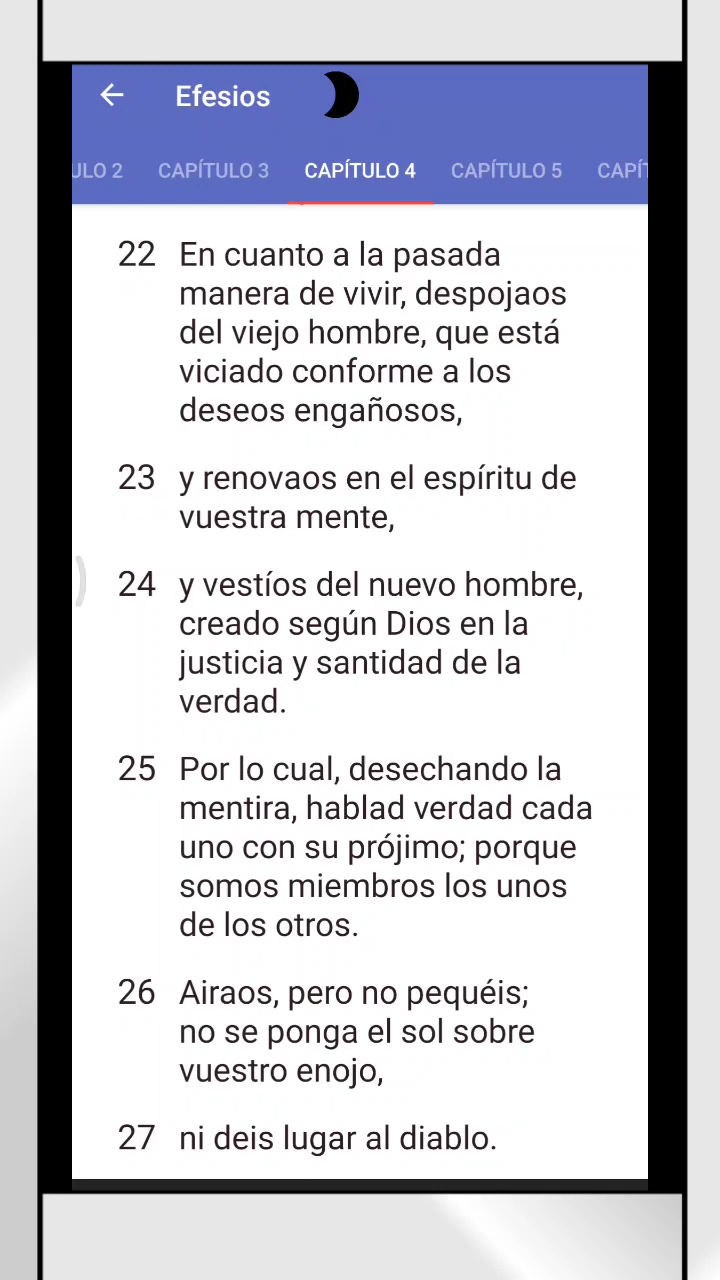 Efesios
ULO 2 CAPÍTULO 3 CAPÍTULO 4 CAPÍTULO 5 CAPÍT
22 En cuanto a la pasada
manera de vivir, despojaos
del viejo hombre, que está
viciado conforme a los
deseos engañosos,
23 y renovaos en el espíritu de
vuestra mente,
24 y vestíos del nuevo hombre,
creado según Dios en la
justicia y santidad de la
verdad.
25 Por lo cual, desechando la
mentira, hablad verdad cada
uno con su prójimo; porque
somos miembros los unos
de los otros.
26 Airaos, pero no pequéis;
no se ponga el sol sobre
vuestro enojo,
27 ni deis lugar al diablo.